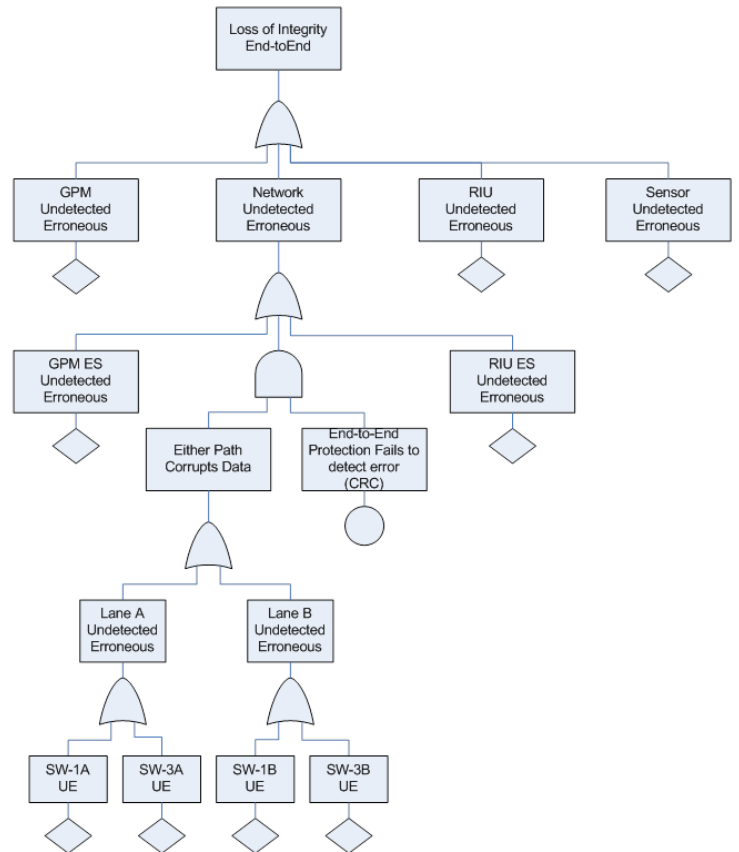 Loss of Integrity
End-toEnd
GPM
Undetected
Erroneous
Network
Undetected
Erroneous
RIU
Undetected
Erroneous
Sensor
Undetected
Erroneous
GPM ES
Undetected
Erroneous
RIU ES
Undetected
Erroneous
Either Path
Corrupts Data
End-to-End
Protection Fails to
detect error
(CRC)
Lane A
Undetected
Erroneous
Lane B
Undetected
Erroneous
SW-1A
UE
SW-3A
UE
SW-1B
UE
SW-3B
UE